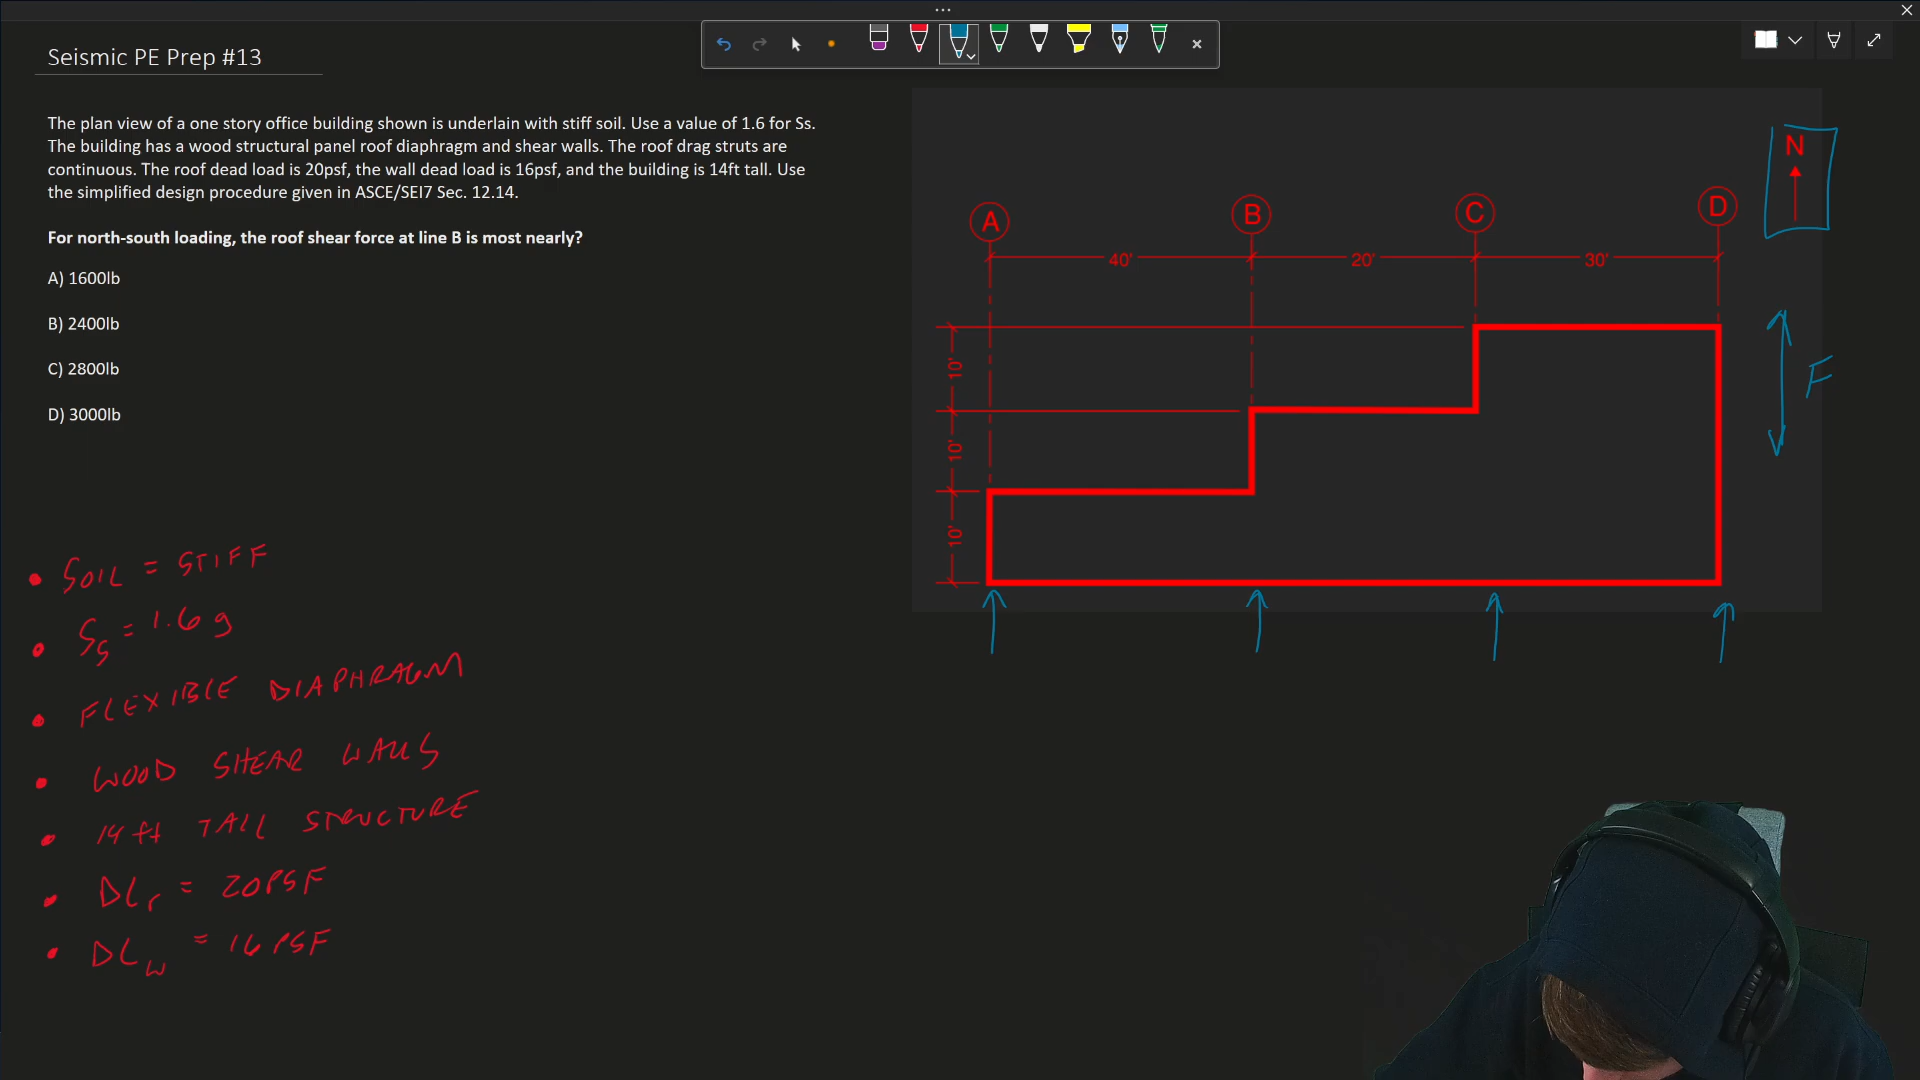 Seismic PE Prep #13
The plan view of a one story office building shown is underlain with stiff soil. Use a value of 1.6 for Ss.
The building has a wood structural panel roof diaphragm and shear walls. The roof drag struts are
continuous. The roof dead load is 20psf, the wall dead load is 16psf, and the building is 14ft tall. Use
the simplified design procedure given in ASCE/SEI7 Sec. 12.14.
For north-south loading, the roof shear force at line B is most nearly?
A) 1600lb
B) 2400lb
C) 2800lb
D) 3000lb
• SOIL = STIFF
• Ss = 1.6 g
• FLEXIBLE DIAPHRAGM
• WOOD SHEAR WALLS
• 14 ft TALL STRUCTURE
• DLr = 20PSF
• DLw = 16PSF
N
A B C D
40' 20' 30'
10'
10'
10'
F